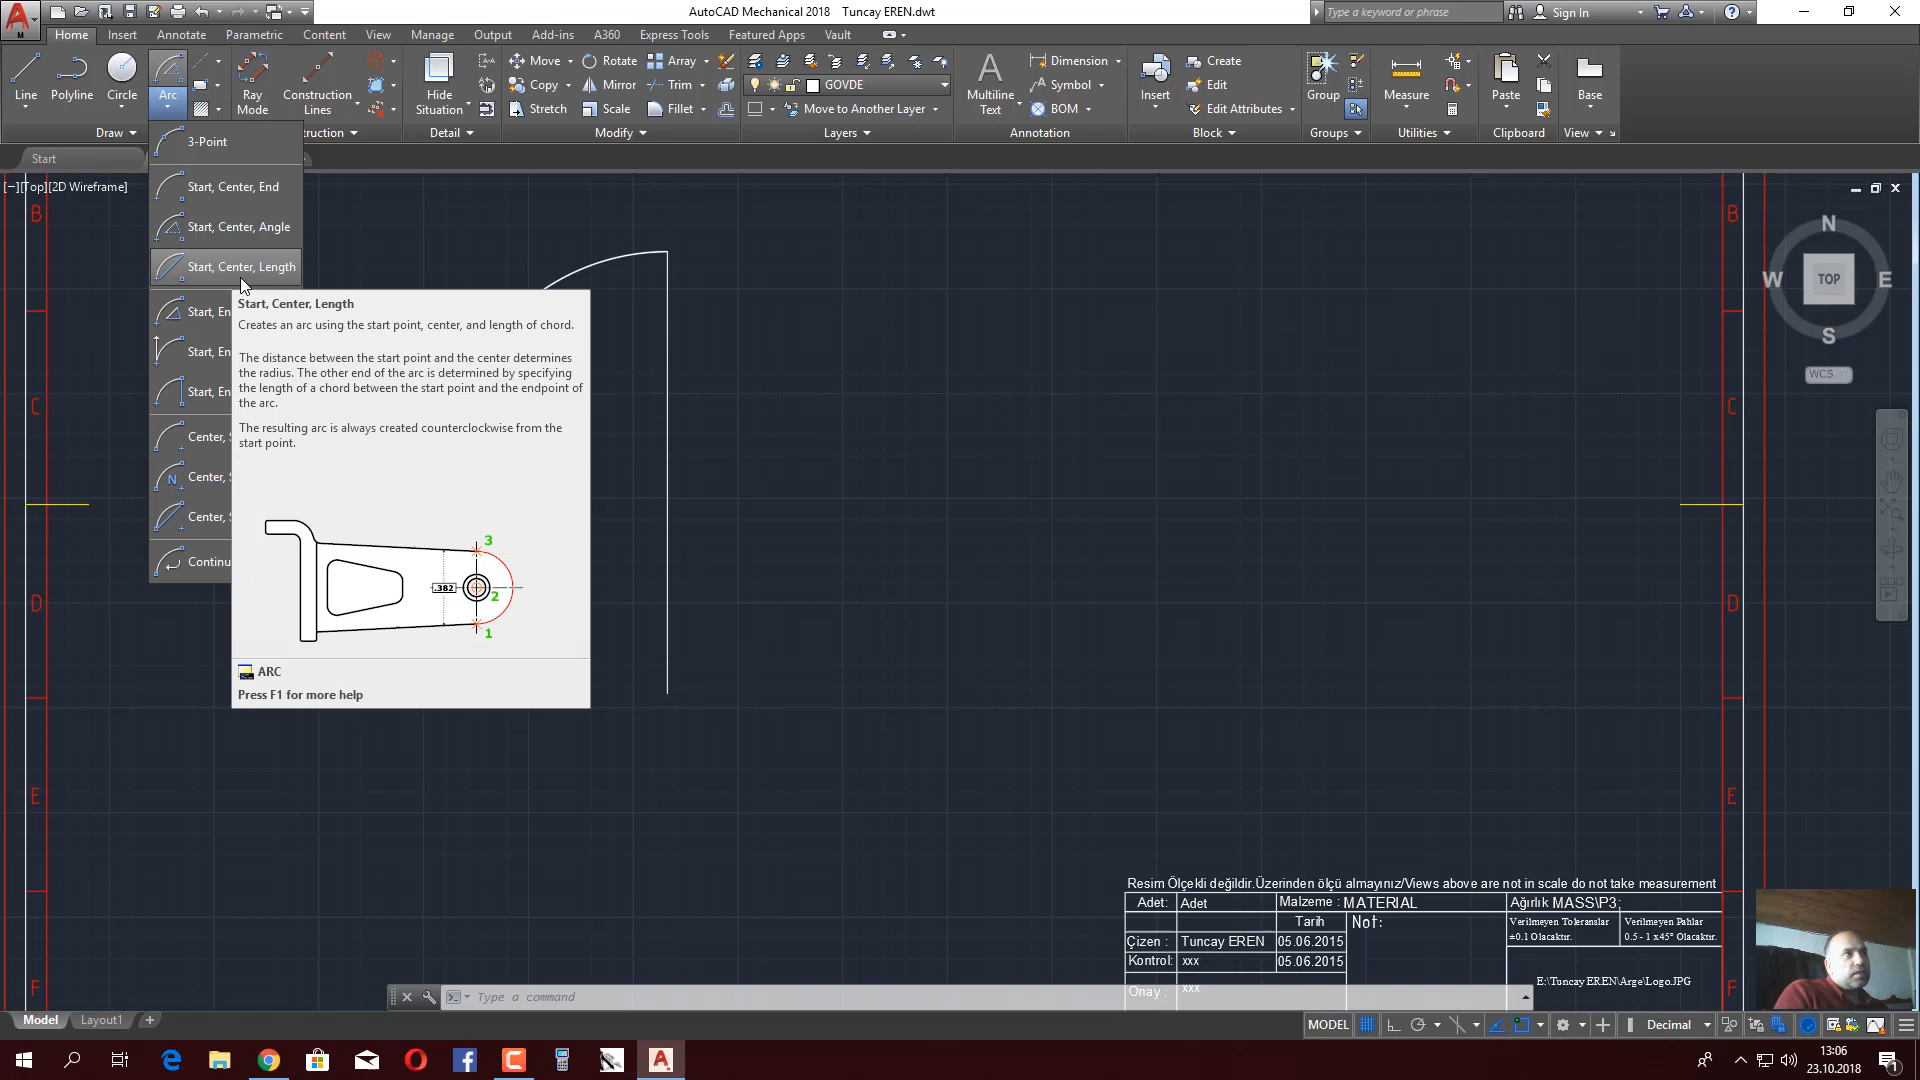 AutoCAD Mechanical 2018 Tuncay EREN.dwt
Type a keyword or phrase
Sign In
M
Home Insert Annotate Parametric Content View Manage Output Add-ins A360 Express Tools Featured Apps Vault
Line Polyline Circle Arc
Ray Mode
Construction Lines
Hide Situation
Move Rotate Array
Copy Mirror Trim
Stretch Scale Fillet
GOVDE
Move to Another Layer
Multiline Text
Dimension
Symbol
BOM
Insert
Create
Edit
Edit Attributes
Group
Measure
Paste
Base
Draw Detail Modify Layers Annotation Block Groups Utilities Clipboard View
Start
[−][Top][2D Wireframe]
3-Point
Start, Center, End
Start, Center, Angle
Start, Center, Length
Start, En
Start, En
Start, En
Center,
Center,
Center,
Continu
Start, Center, Length
Creates an arc using the start point, center, and length of chord.
The distance between the start point and the center determines
the radius. The other end of the arc is determined by specifying
the length of a chord between the start point and the endpoint of
the arc.
The resulting arc is always created counterclockwise from the
start point.
3
.382
2
1
ARC
Press F1 for more help
B
C
D
E
F
B
C
D
E
F
N
W TOP E
S
WCS
Resim Ölçekli değildir.Üzerinden ölçü almayınız/Views above are not in scale do not take measurement
Adet: Adet Malzeme : MATERIAL Ağırlık MASS\P3;
Tarih Not:
Verilmeyen Toleranslar
±0.1 Olacaktır.
Verilmeyen Pahlar
0.5 - 1 x45° Olacaktır.
Çizen : Tuncay EREN 05.06.2015
Kontrol: xxx 05.06.2015
Onay : xxx
E:\Tuncay EREN\Arge\Logo.JPG
Type a command
Model Layout1
MODEL
Decimal
13:06
23.10.2018
1